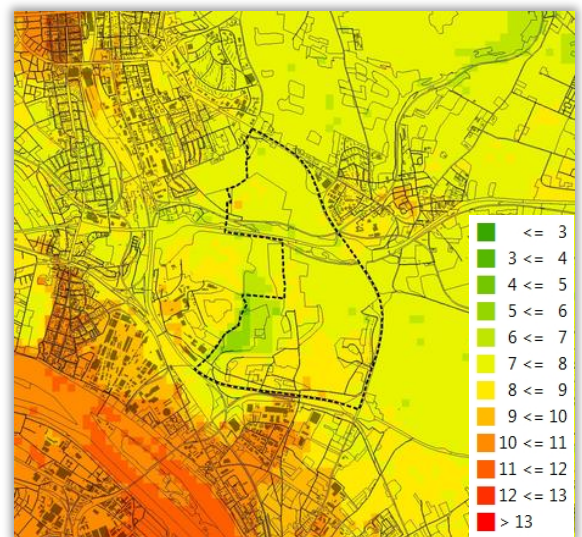 <= 3
3 <= 4
4 <= 5
5 <= 6
6 <= 7
7 <= 8
8 <= 9
9 <= 10
10 <= 11
11 <= 12
12 <= 13
> 13